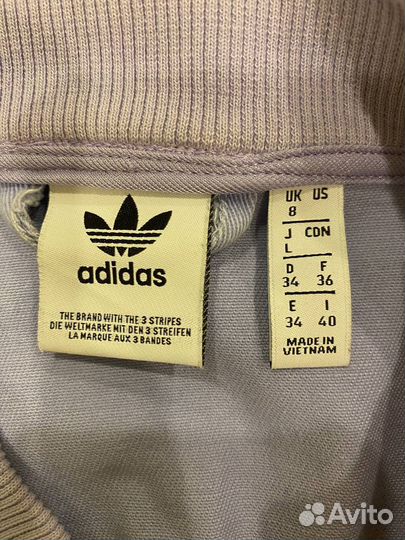 adidas
THE BRAND WITH THE 3 STRIPES
DIE WELTMARKE MIT DEN 3 STREIFEN
LA MARQUE AUX 3 BANDES
UK US
8
J CDN
L
D F
34 36
E I
34 40
MADE IN
VIETNAM
Avito